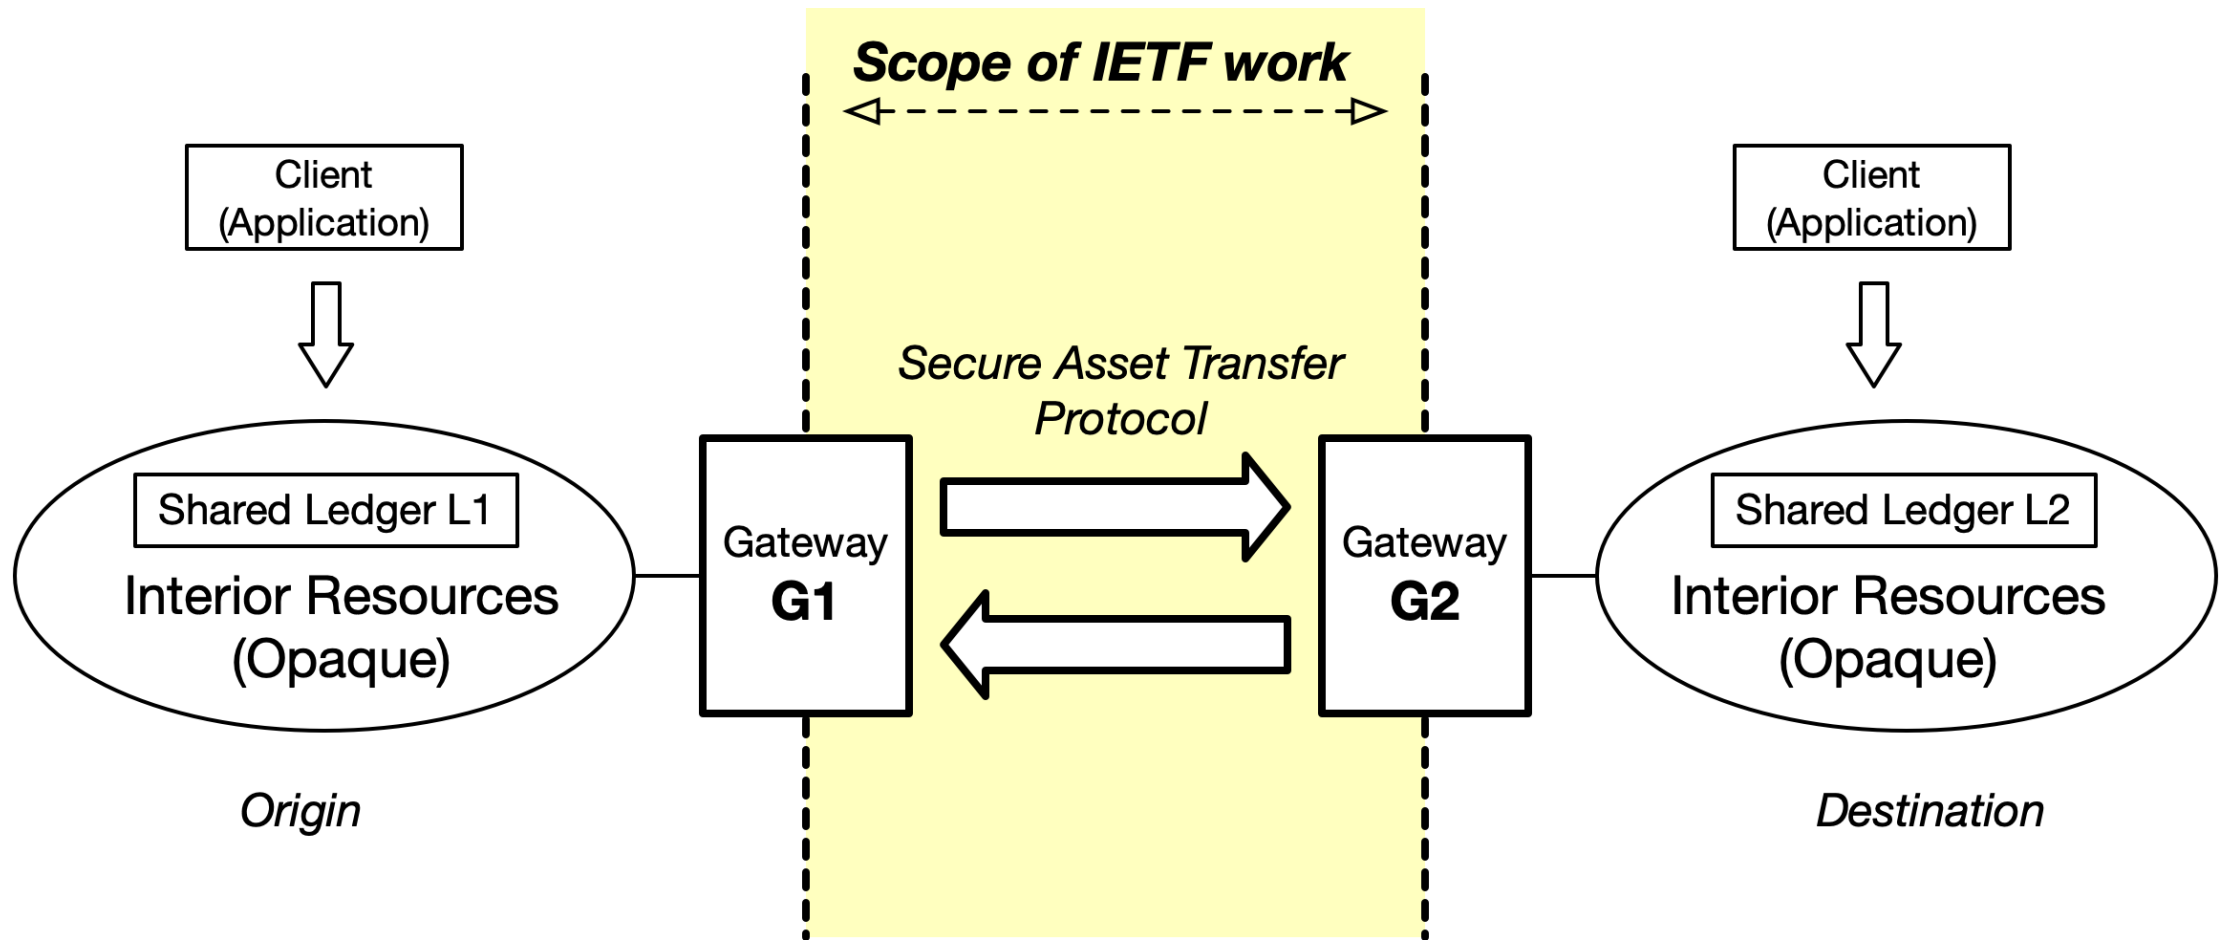 Scope of IETF work
Client
(Application)
Client
(Application)
Secure Asset Transfer
Protocol
Shared Ledger L1
Interior Resources
(Opaque)
Gateway
G1
Gateway
G2
Shared Ledger L2
Interior Resources
(Opaque)
Origin
Destination